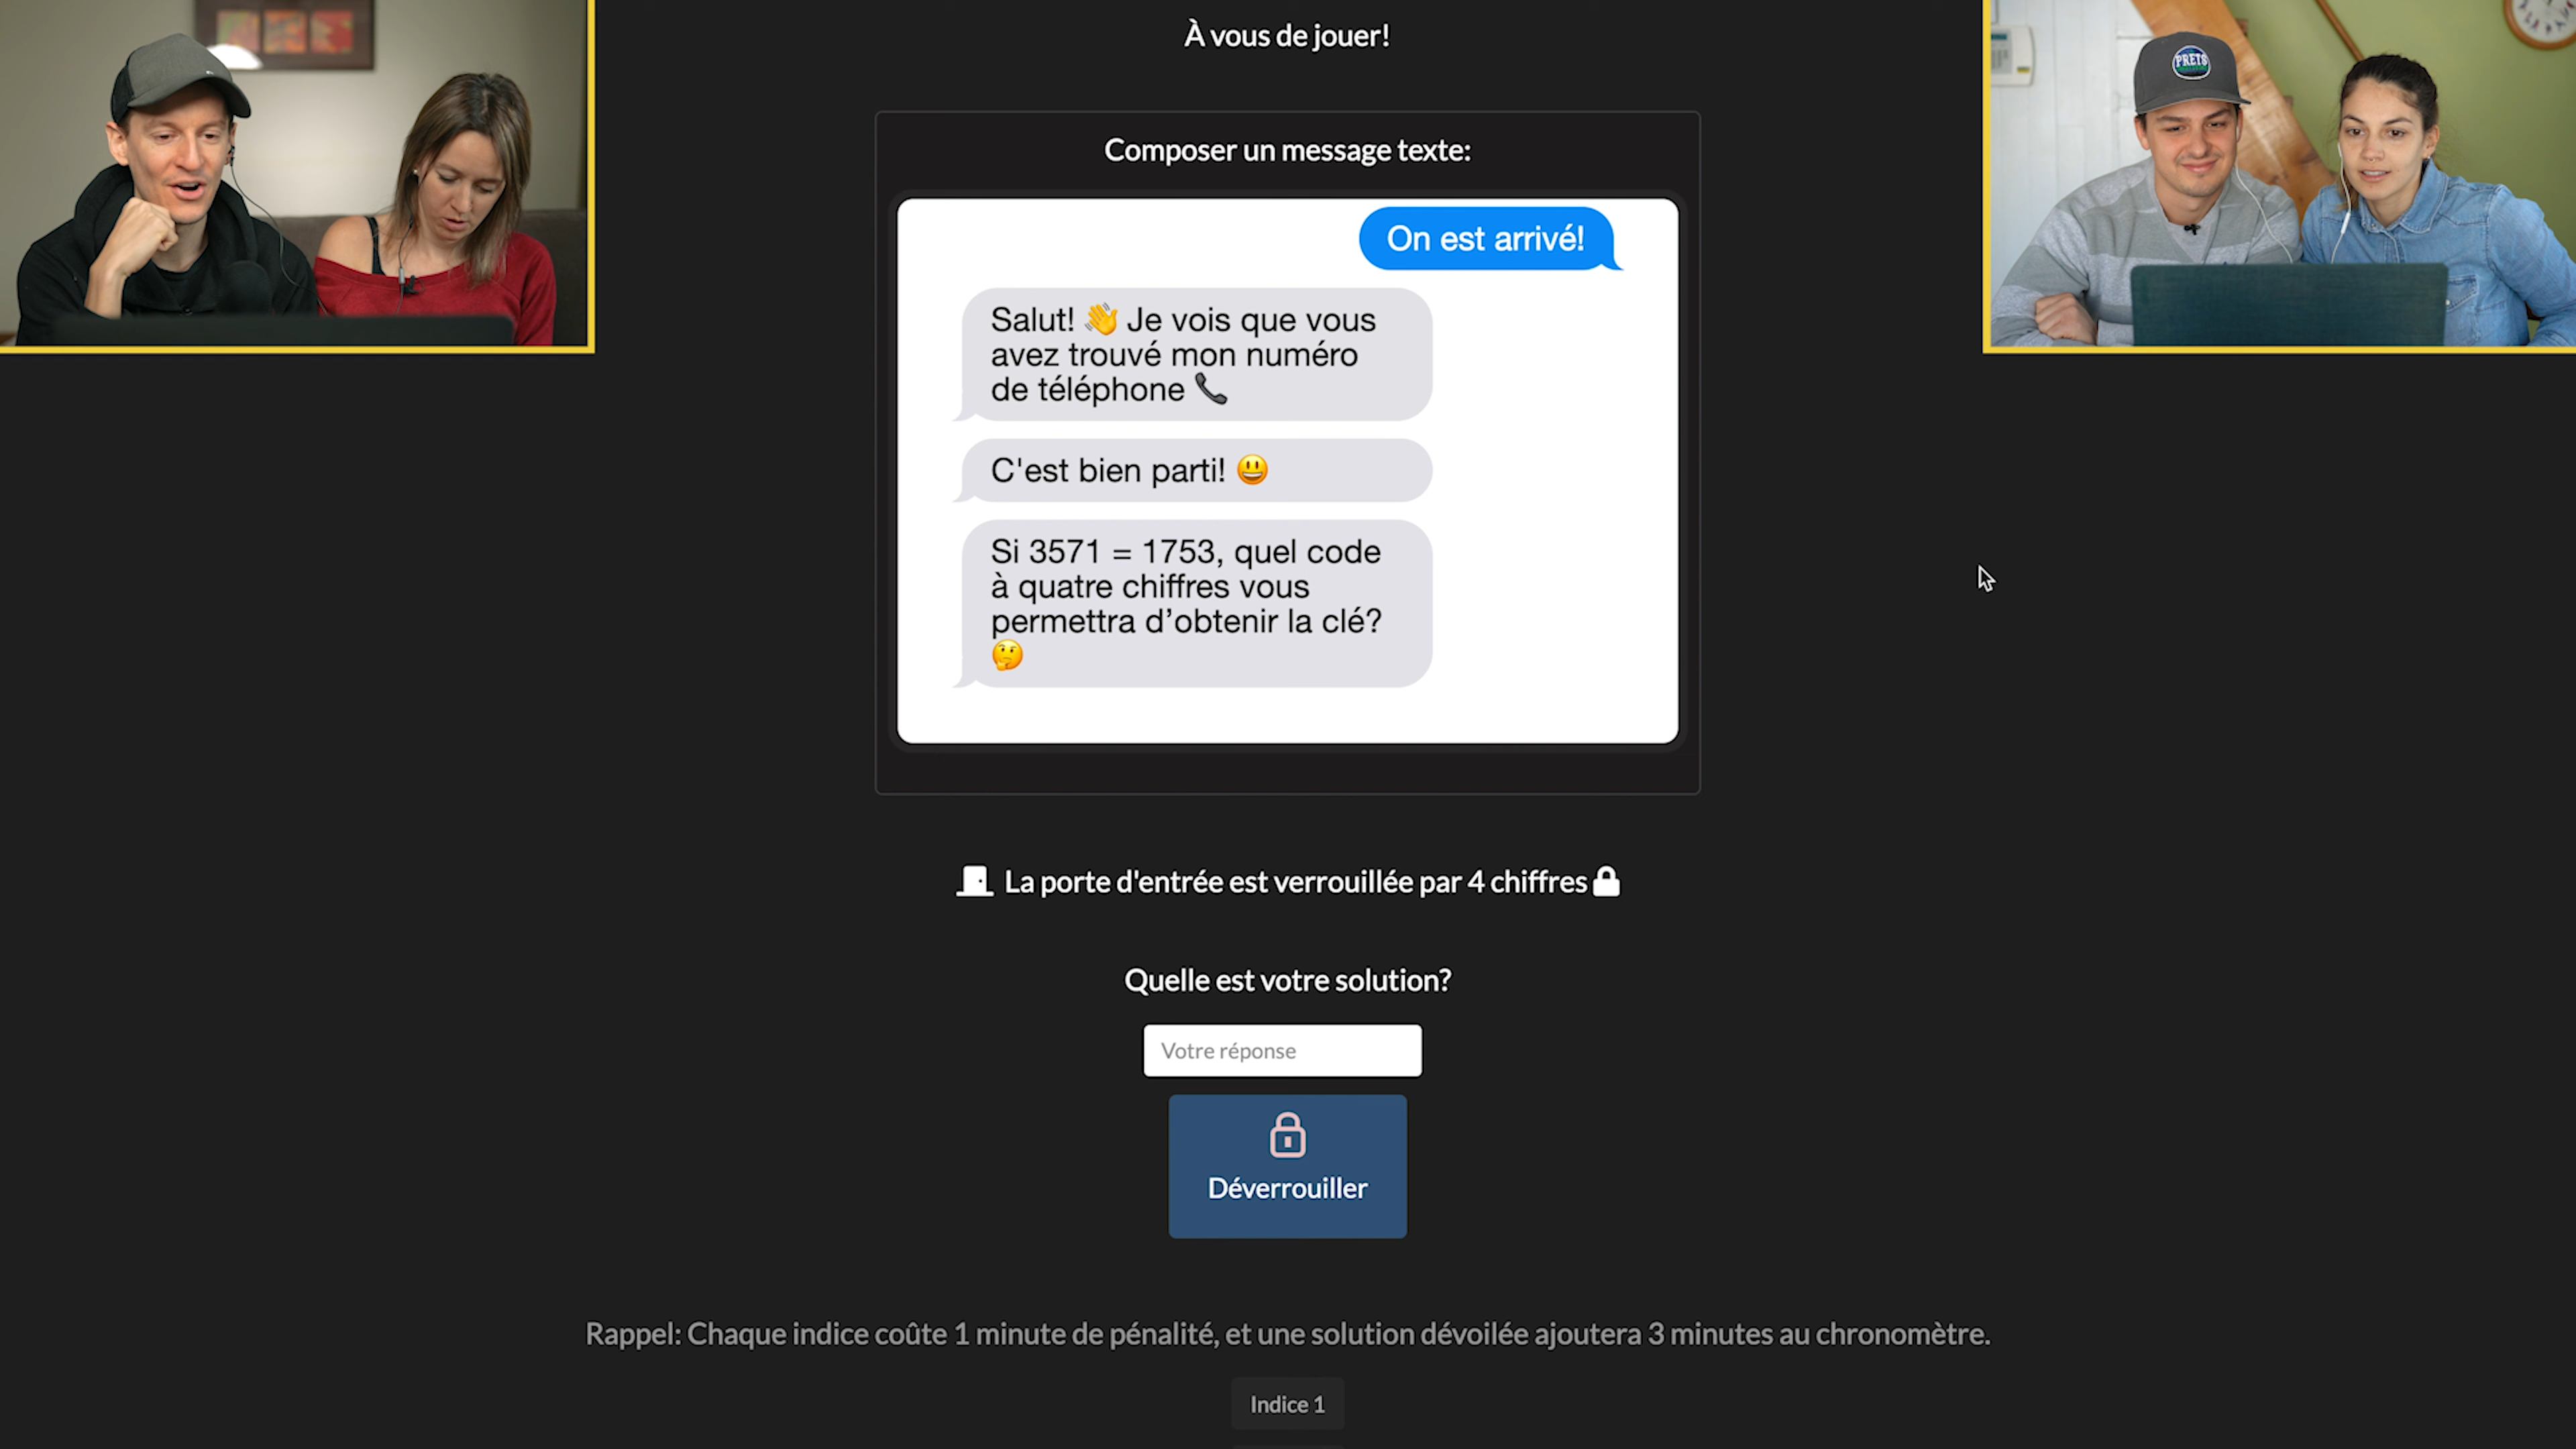 À vous de jouer!
PRETS
Composer un message texte:
On est arrivé!
Salut! 👋 Je vois que vous
avez trouvé mon numéro
de téléphone 📞
C'est bien parti! 😃
Si 3571 = 1753, quel code
à quatre chiffres vous
permettra d’obtenir la clé?
🤔
La porte d'entrée est verrouillée par 4 chiffres
Quelle est votre solution?
Votre réponse
Déverrouiller
Rappel: Chaque indice coûte 1 minute de pénalité, et une solution dévoilée ajoutera 3 minutes au chronomètre.
Indice 1